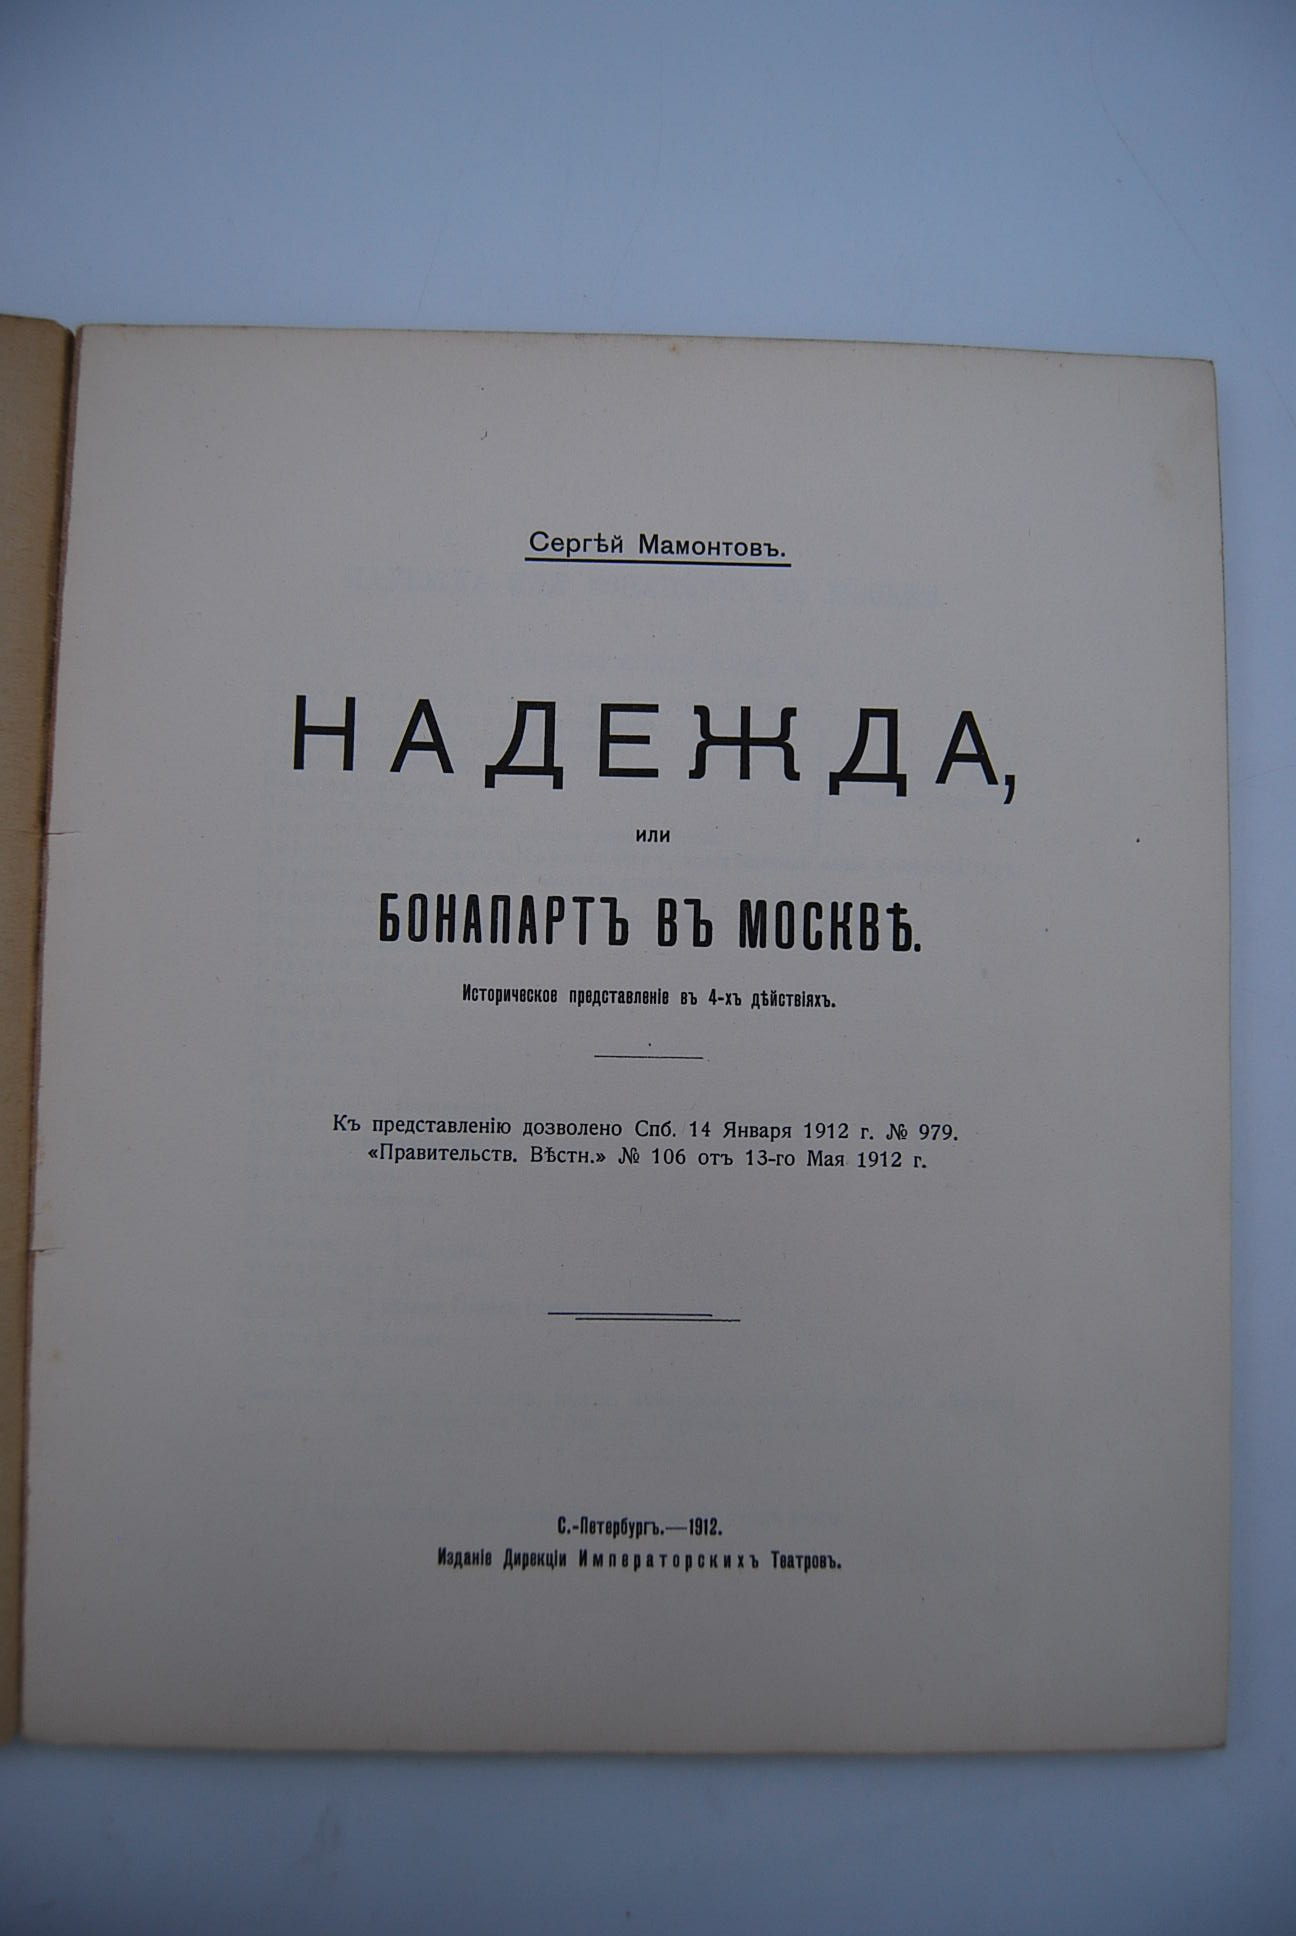 Сергѣй Мамонтовъ.
НАДЕЖДА,
или
БОНАПАРТЪ ВЪ МОСКВѢ.
Историческое представленіе въ 4-хъ дѣйствіяхъ.
Къ представленію дозволено Спб. 14 Января 1912 г. № 979.
«Правительств. Вѣстн.» № 106 отъ 13-го Мая 1912 г.
С.-Петербургъ.—1912.
Изданіе Дирекціи Императорскихъ Театровъ.